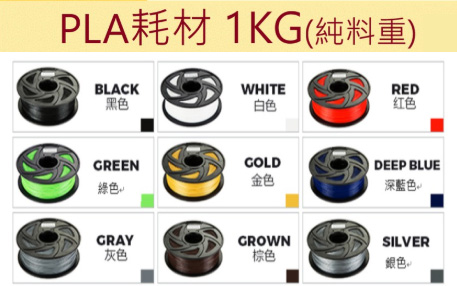 PLA耗材 1KG(純料重)
BLACK
黑色
WHITE
白色
RED
红色
GREEN
綠色
GOLD
金色
DEEP BLUE
深藍色
GRAY
灰色
GROWN
棕色
SILVER
銀色